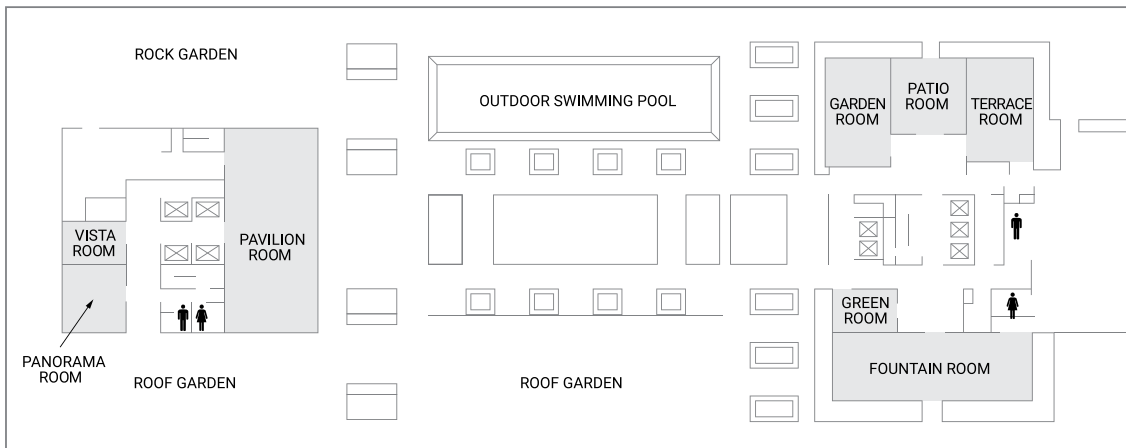 ROCK GARDEN
OUTDOOR SWIMMING POOL
GARDEN
ROOM
PATIO
ROOM
TERRACE
ROOM
VISTA
ROOM
PAVILION
ROOM
PANORAMA
ROOM
ROOF GARDEN
ROOF GARDEN
GREEN
ROOM
FOUNTAIN ROOM